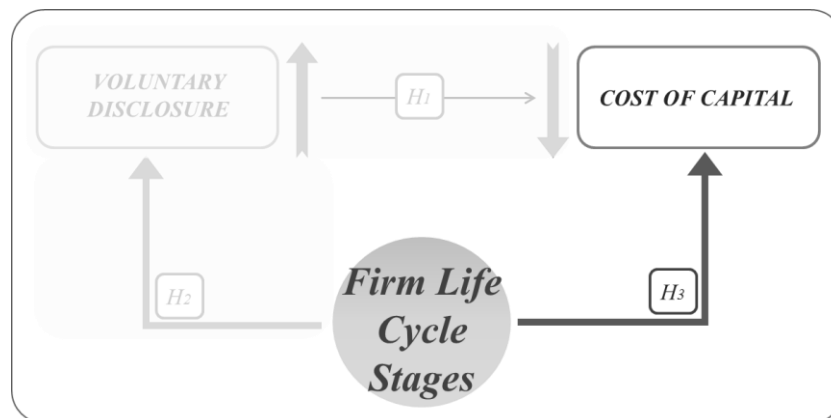 VOLUNTARY
DISCLOSURE
H1
COST OF CAPITAL
H2
Firm Life
Cycle
Stages
H3